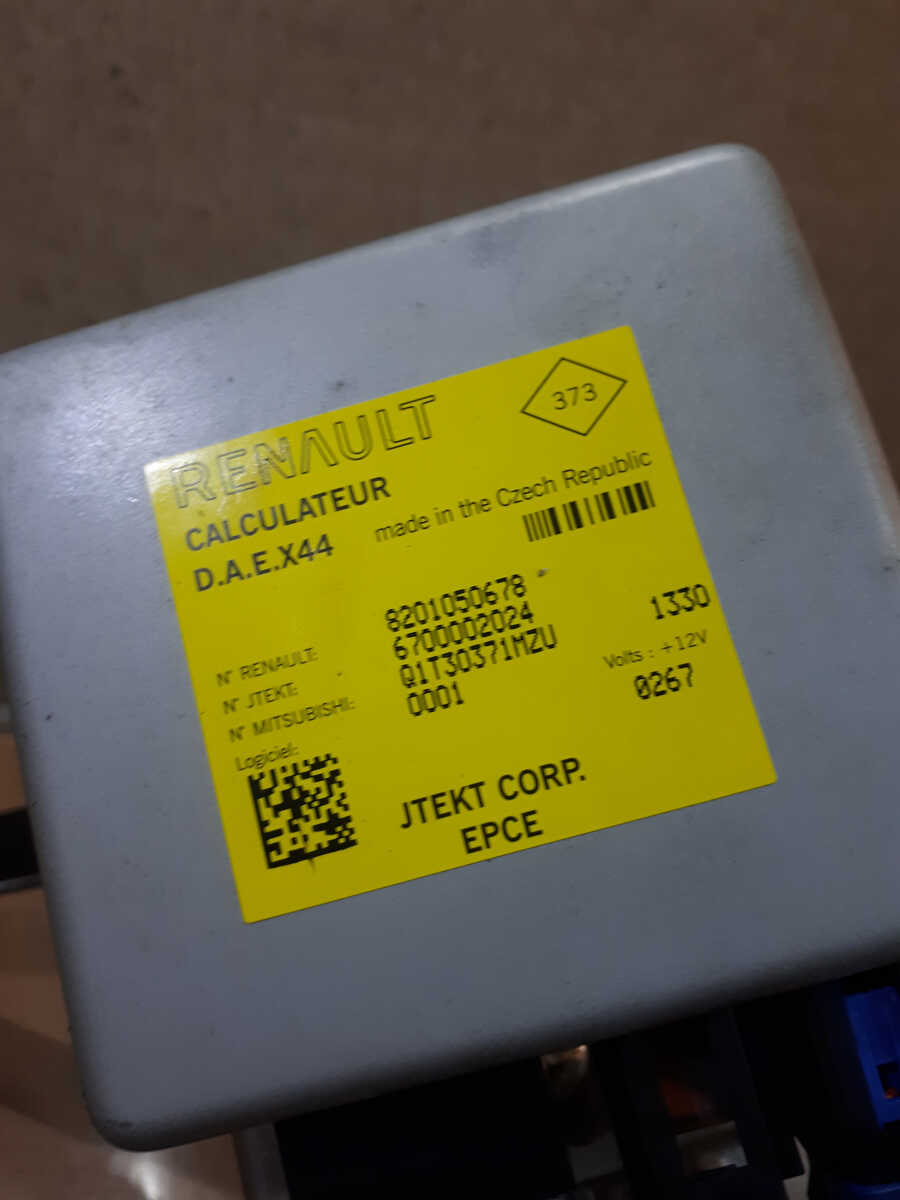 RENAULT
373
CALCULATEUR
made in the Czech Republic
D.A.E.X44
N° RENAULT: 8201050678
N° JTEKT: 6700002024 1330
N° MITSUBISHI: Q1T30371MZU Volts : +12V
Logiciel: 0001 0267
JTEKT CORP.
EPCE